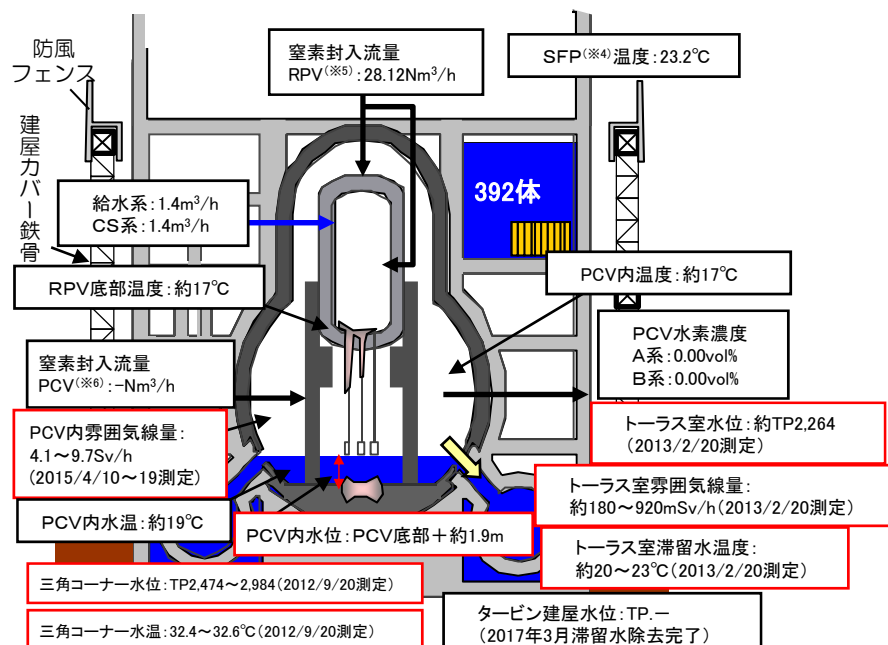 防風
フェンス
窒素封入流量
RPV(※5):28.12Nm³/h
SFP(※4)温度:23.2℃
建屋カバー鉄骨
給水系:1.4m³/h
CS系:1.4m³/h
392体
RPV底部温度:約17℃
PCV内温度:約17℃
窒素封入流量
PCV(※6):-Nm³/h
PCV水素濃度
A系:0.00vol%
B系:0.00vol%
PCV内雰囲気線量:
4.1~9.7Sv/h
(2015/4/10~19測定)
トーラス室水位:約TP2,264
(2013/2/20測定)
トーラス室雰囲気線量:
約180~920mSv/h(2013/2/20測定)
PCV内水温:約19℃
PCV内水位:PCV底部+約1.9m
トーラス室滞留水温度:
約20~23℃(2013/2/20測定)
三角コーナー水位:TP2,474~2,984(2012/9/20測定)
三角コーナー水温:32.4~32.6℃(2012/9/20測定)
タービン建屋水位:TP.-
(2017年3月滞留水除去完了)